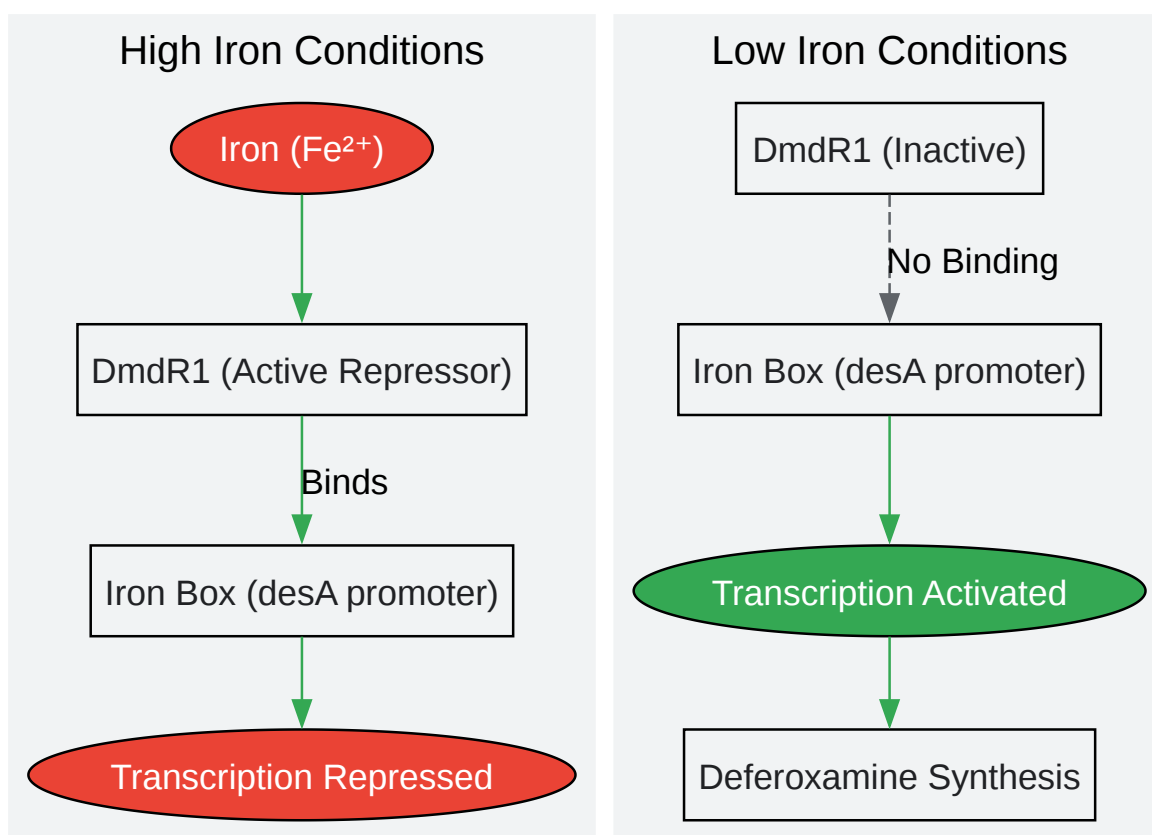 High Iron Conditions
Iron (Fe²⁺)
DmdR1 (Active Repressor)
Binds
Iron Box (desA promoter)
Transcription Repressed
Low Iron Conditions
DmdR1 (Inactive)
No Binding
Iron Box (desA promoter)
Transcription Activated
Deferoxamine Synthesis